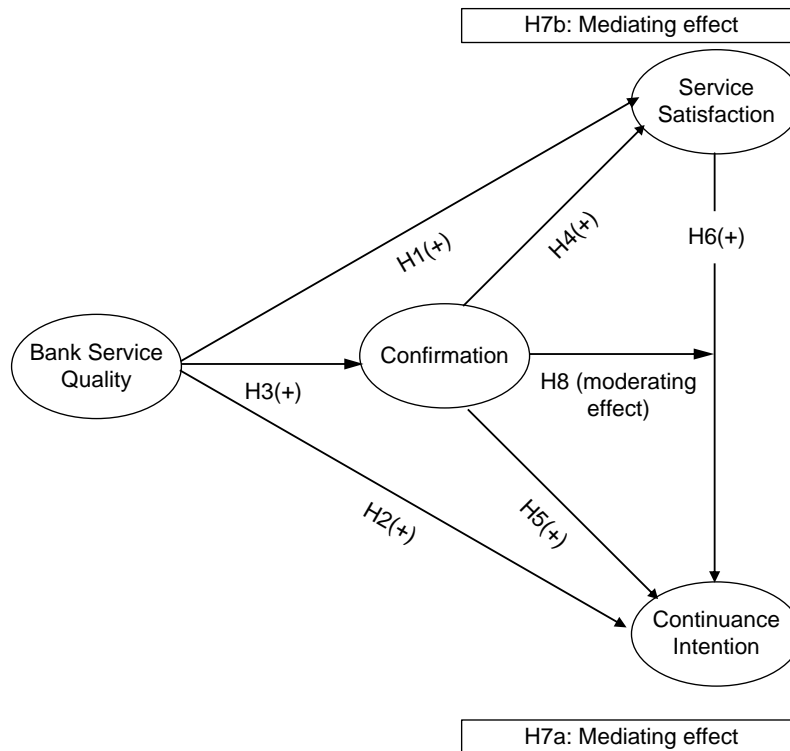 H7b: Mediating effect
Service
Satisfaction
H1(+)
H4(+)
H6(+)
Bank Service
Quality
Confirmation
H3(+)
H8 (moderating
effect)
H2(+)
H5(+)
Continuance
Intention
H7a: Mediating effect